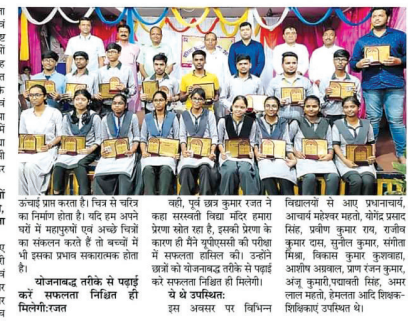 ऊंचाई प्राप्त करता है। चित्र से चरित्र
का निर्माण होता है। यदि हम अपने
घरों में महापुरुषों एवं अच्छे चित्रों
का संकलन करते हैं तो बच्चों में
भी इसका प्रभाव सकारात्मक होता
है।
योजनाबद्ध तरीके से पढ़ाई
करें सफलता निश्चित ही
मिलेगी:रजत
वही, पूर्व छात्र कुमार रजत ने
कहा सरस्वती विद्या मंदिर हमारा
प्रेरणा स्रोत रहा है, इसकी प्रेरणा के
कारण ही मैंने यूपीएससी की परीक्षा
में सफलता हासिल की। उन्होंने
छात्रों को योजनाबद्ध तरीके से पढ़ाई
करे सफलता निश्चित ही मिलेगी।
ये थे उपस्थित:
इस अवसर पर विभिन्न
विद्यालयों से आए प्रधानाचार्य,
आचार्य महेश्वर महतो, योगेंद्र प्रसाद
सिंह, प्रवीण कुमार राय, राजीव
कुमार दास, सुनील कुमार, संगीता
मिश्रा, विकास कुमार कुशवाहा,
आशीष अग्रवाल, प्राण रंजन कुमार,
अंजू कुमारी,पद्मावती सिंह, अमर
लाल महतो, हेमलता आदि शिक्षक-
शिक्षिकाएं उपस्थित थे।